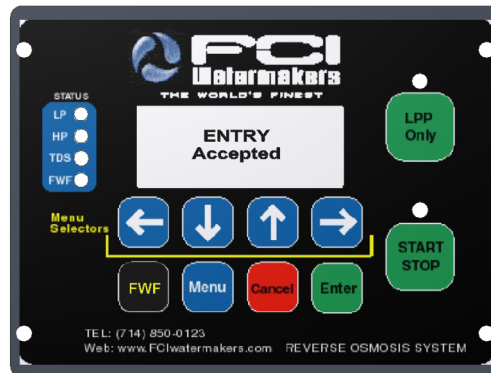 FCI
Watermakers
THE WORLD'S FINEST
STATUS
LP
HP
TDS
FWF
ENTRY
Accepted
LPP
Only
Menu
Selectors
START
STOP
FWF
Menu
Cancel
Enter
TEL: (714) 850-0123
Web: www.FCIwatermakers.com REVERSE OSMOSIS SYSTEM